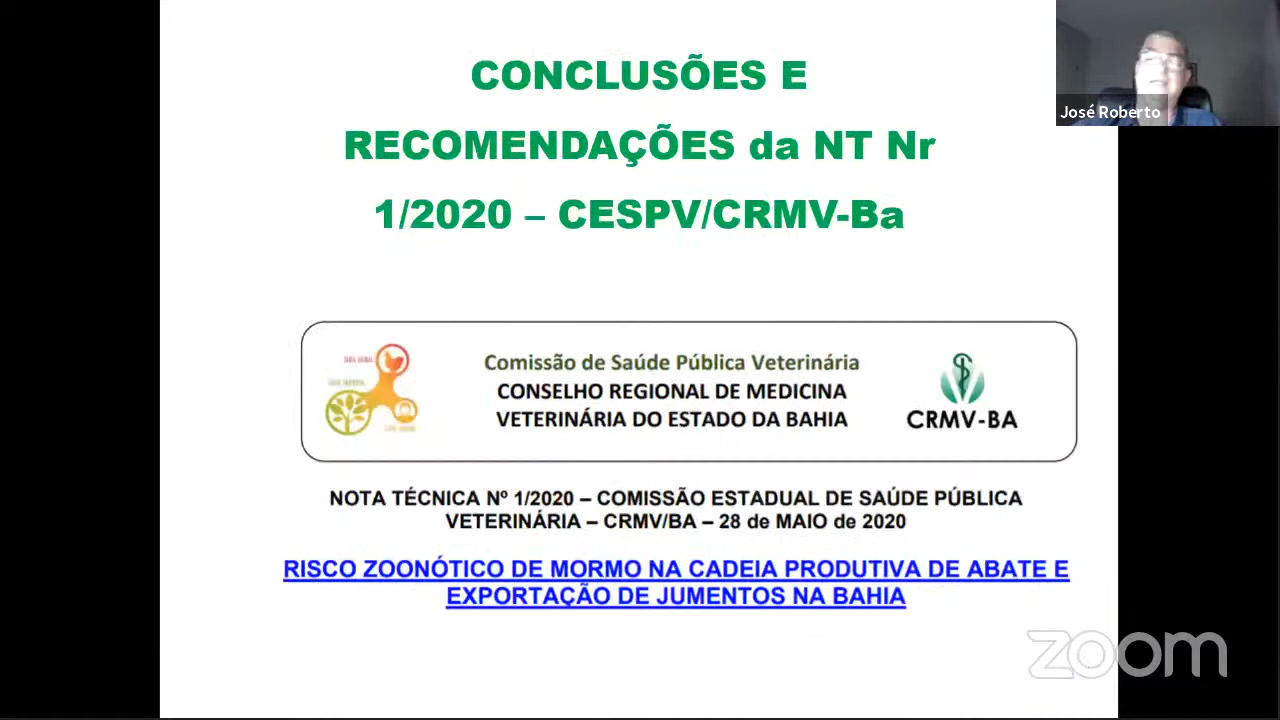 CONCLUSÕES E
RECOMENDAÇÕES da NT Nr
1/2020 – CESPV/CRMV-Ba
José Roberto
Comissão de Saúde Pública Veterinária
CONSELHO REGIONAL DE MEDICINA
VETERINÁRIA DO ESTADO DA BAHIA
CRMV-BA
NOTA TÉCNICA Nº 1/2020 – COMISSÃO ESTADUAL DE SAÚDE PÚBLICA
VETERINÁRIA – CRMV/BA – 28 de MAIO de 2020
RISCO ZOONÓTICO DE MORMO NA CADEIA PRODUTIVA DE ABATE E
EXPORTAÇÃO DE JUMENTOS NA BAHIA
zoom